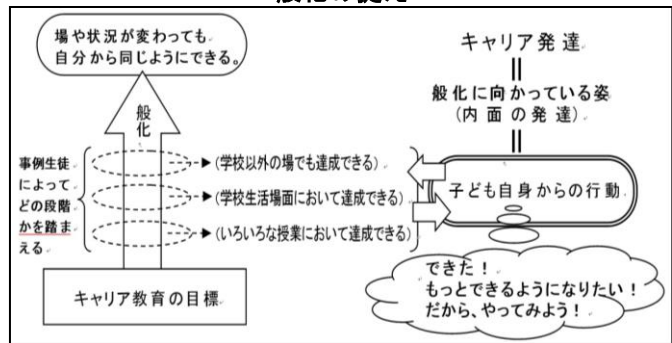 場や状況が変わっても
自分から同じようにできる。
般化
事例生徒
によって
どの段階
かを踏ま
える
(学校以外の場でも達成できる)
(学校生活場面において達成できる)
(いろいろな授業において達成できる)
キャリア教育の目標
キャリア発達
般化に向かっている姿
(内面の発達)
子ども自身からの行動
できた!
もっとできるようになりたい!
だから、やってみよう!